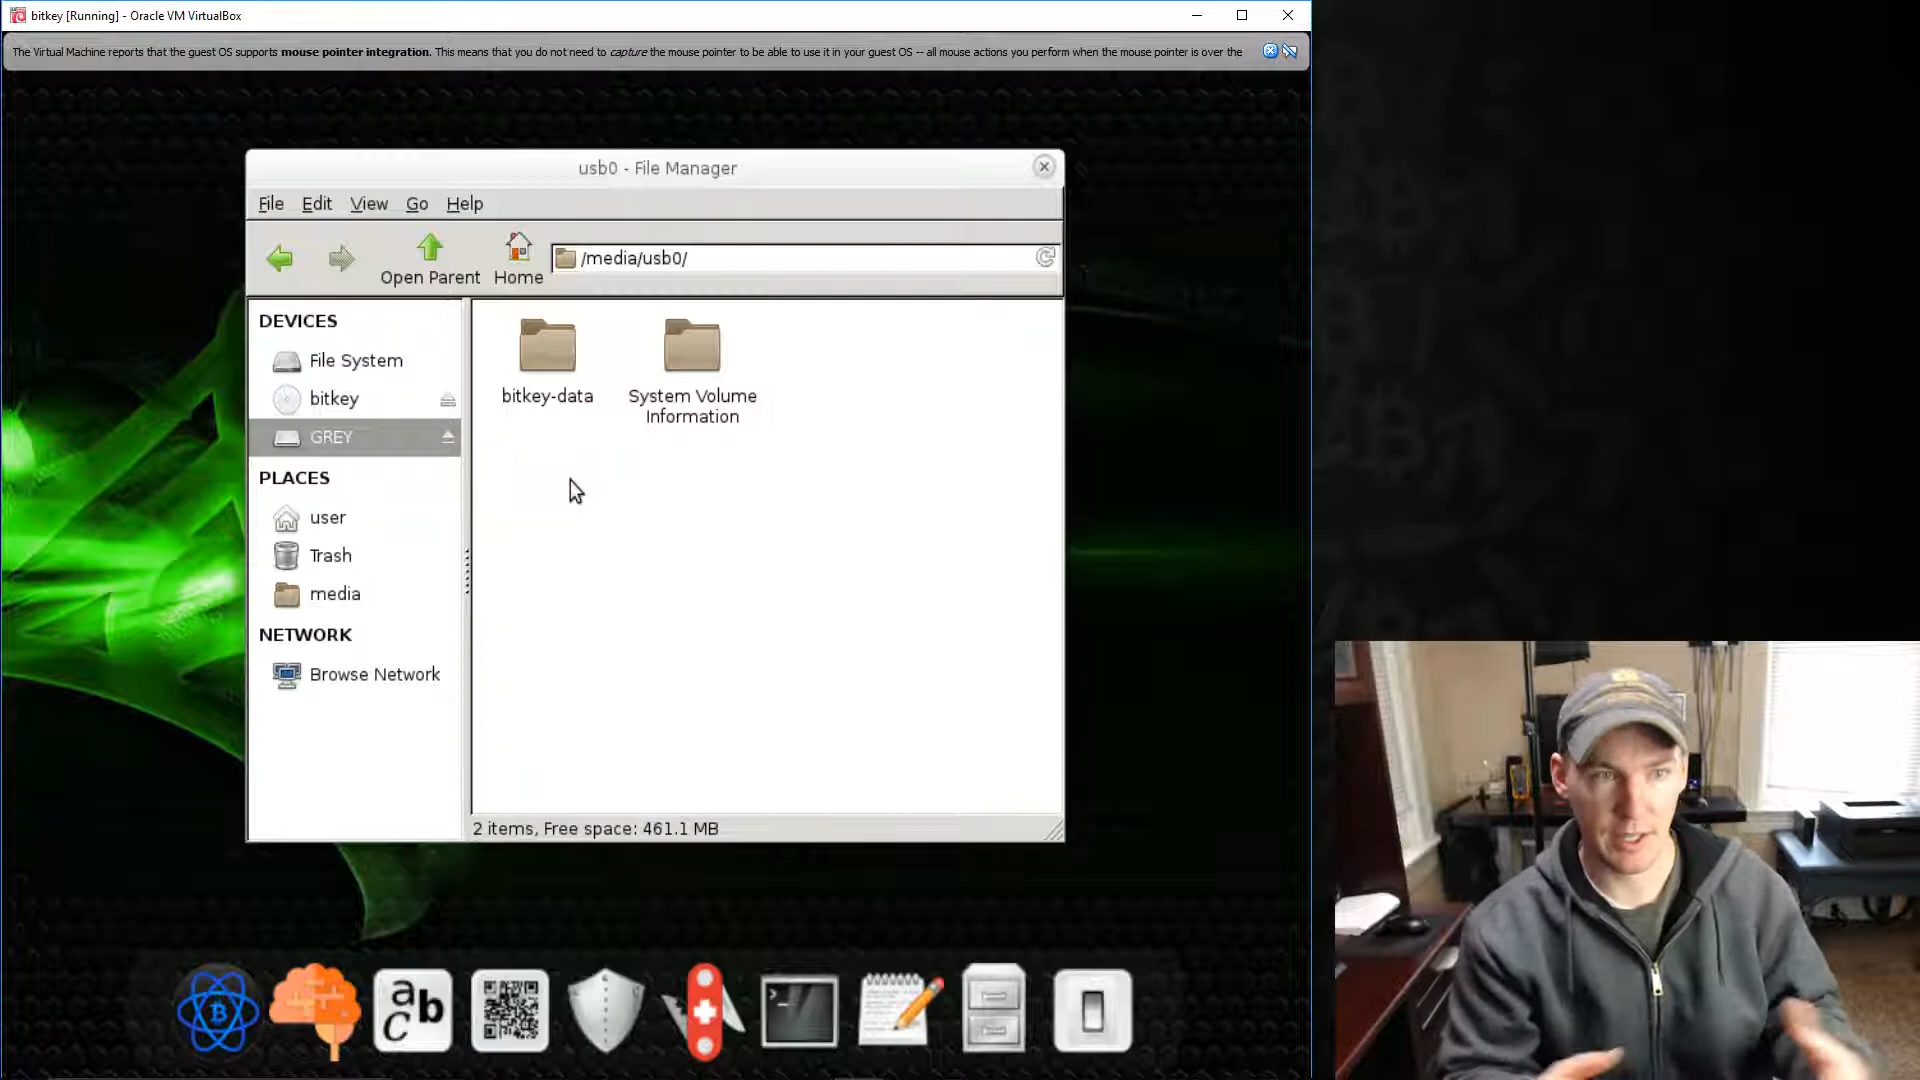 bitkey [Running] - Oracle VM VirtualBox
The Virtual Machine reports that the guest OS supports mouse pointer integration. This means that you do not need to capture the mouse pointer to be able to use it in your guest OS -- all mouse actions you perform when the mouse pointer is over the
usb0 - File Manager
File Edit View Go Help
Open Parent Home /media/usb0/
DEVICES
File System
bitkey
GREY
PLACES
user
Trash
media
NETWORK
Browse Network
bitkey-data
System Volume
Information
2 items, Free space: 461.1 MB
ab
c